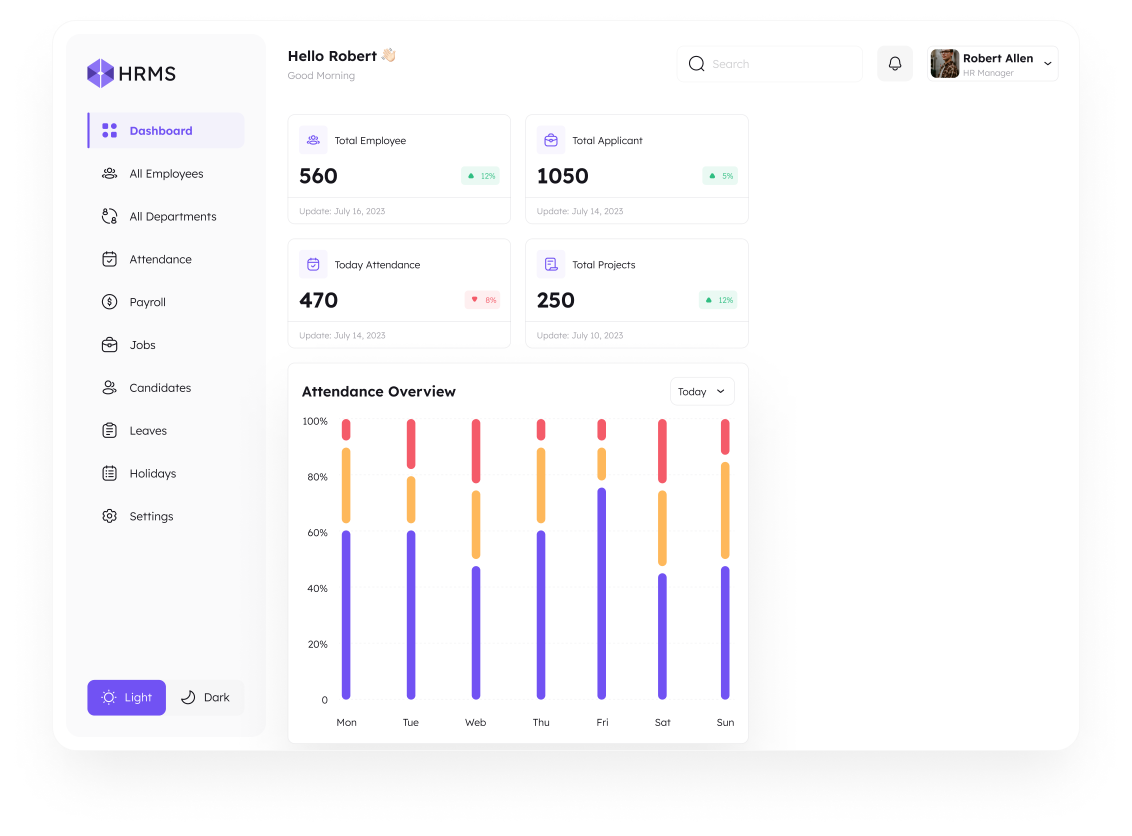 HRMS
Dashboard
All Employees
All Departments
Attendance
Payroll
Jobs
Candidates
Leaves
Holidays
Settings
Light
Dark
Hello Robert 👋🏻
Good Morning
Search
Robert Allen
HR Manager
Total Employee
560
12%
Update: July 16, 2023
Total Applicant
1050
5%
Update: July 14, 2023
Today Attendance
470
8%
Update: July 14, 2023
Total Projects
250
12%
Update: July 10, 2023
Attendance Overview
Today
100%
80%
60%
40%
20%
0
Mon Tue Web Thu Fri Sat Sun